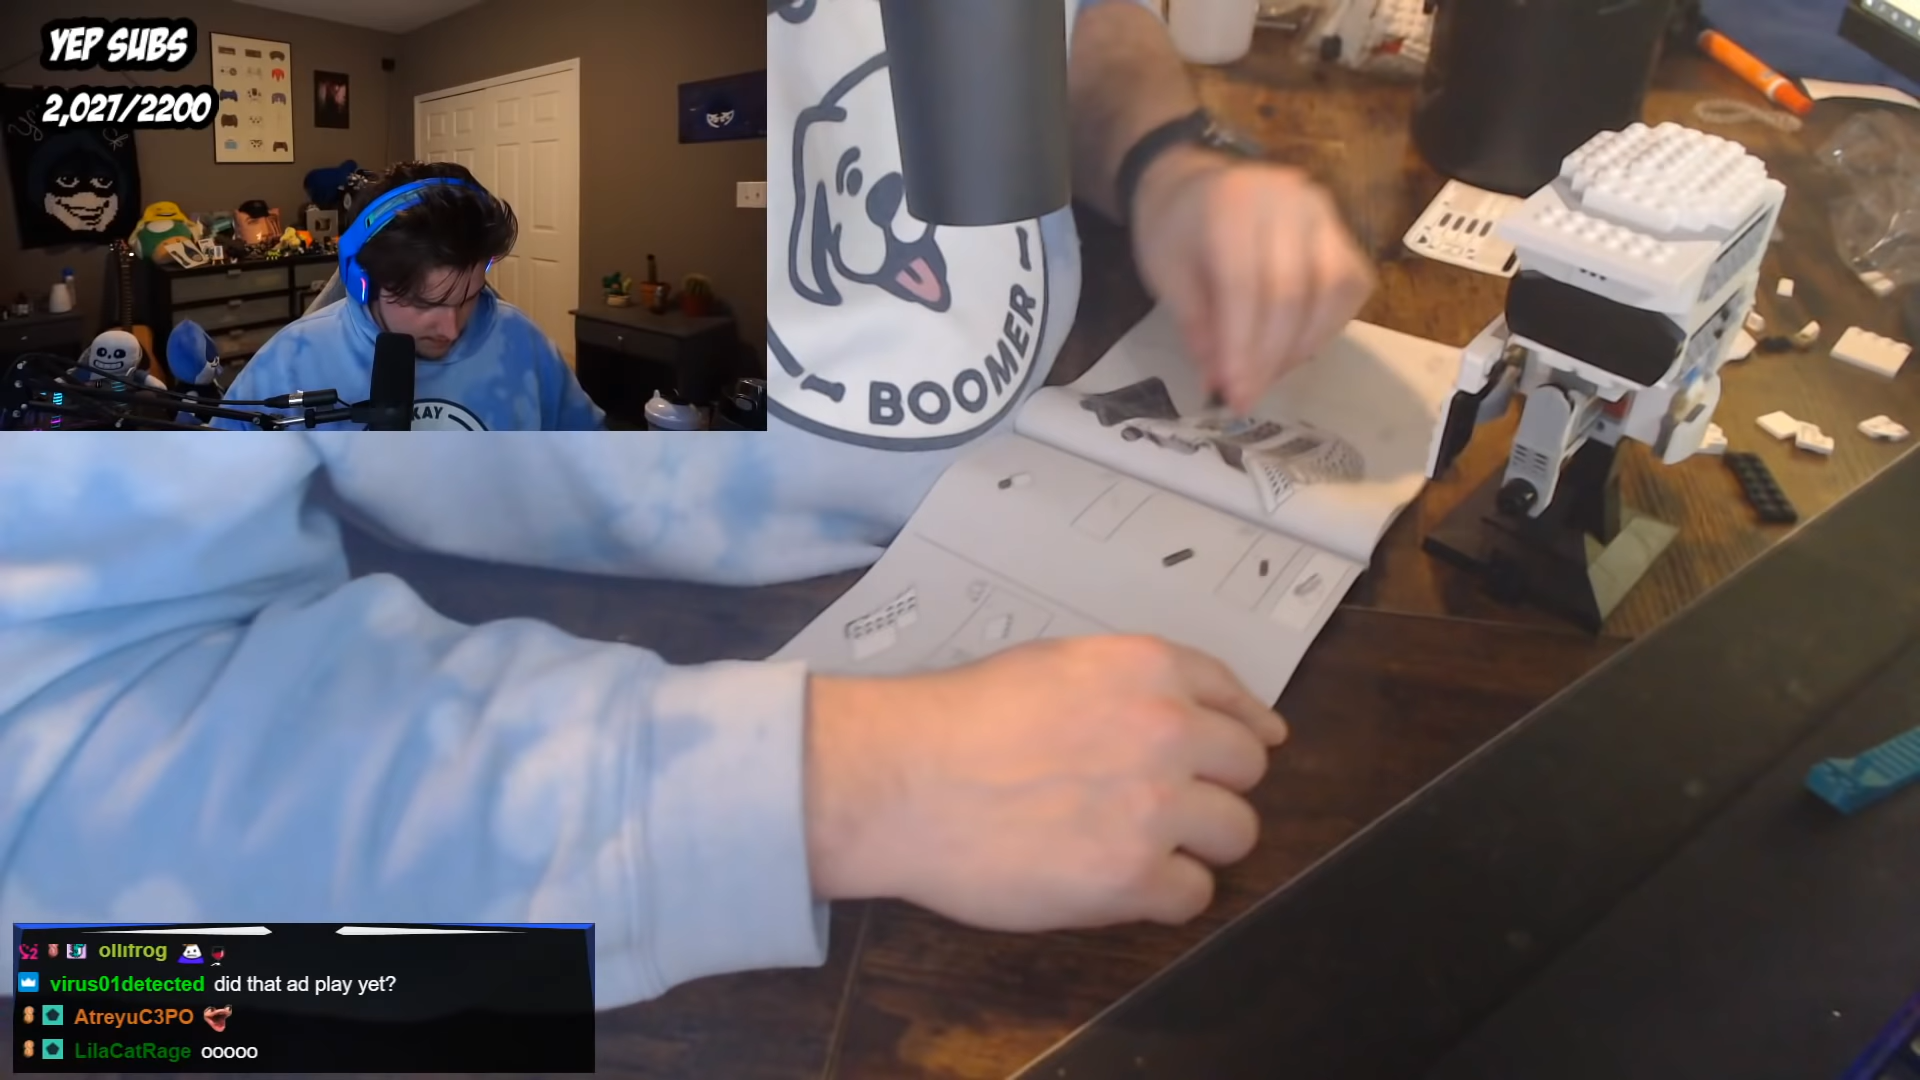 YEP SUBS
2,027/2200
KAY
BOOMER
ollifrog
virus01detected did that ad play yet?
AtreyuC3PO
LilaCatRage ooooo